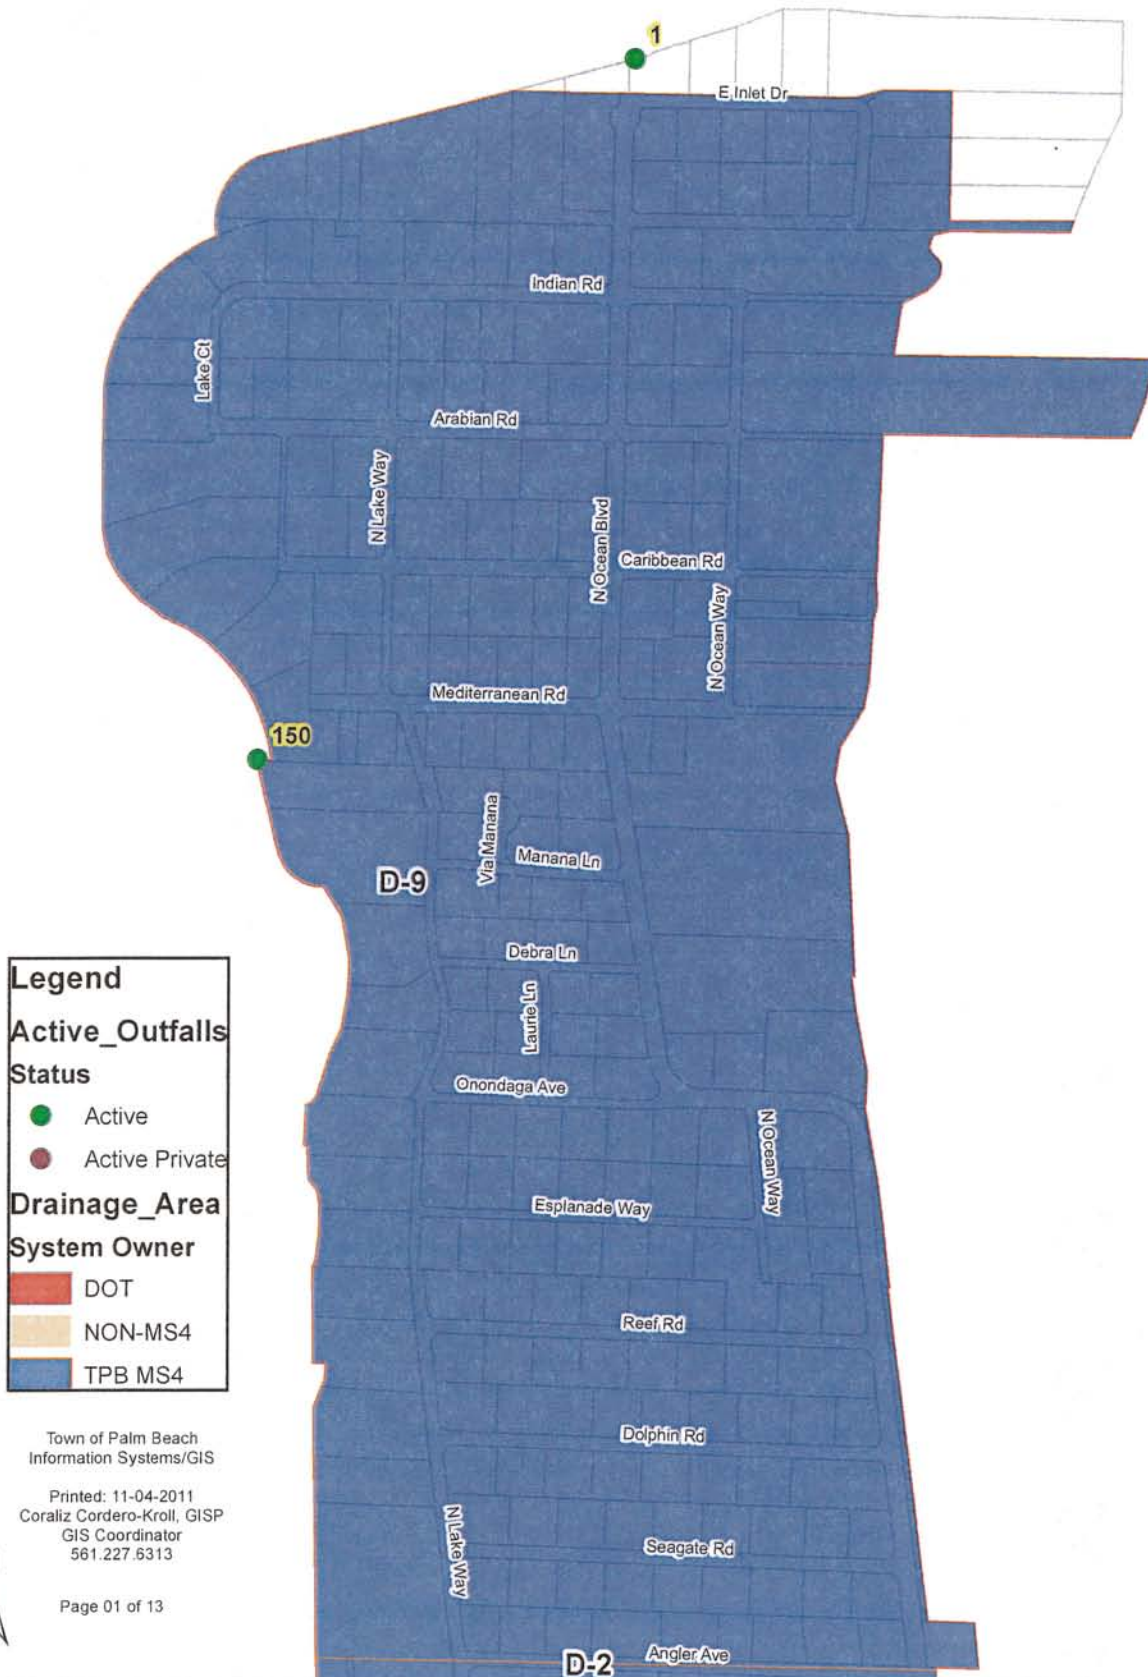 1
E Inlet Dr
Indian Rd
Lake Ct
Arabian Rd
N Lake Way
N Ocean Blvd
Caribbean Rd
N Ocean Way
Mediterranean Rd
150
Via Manana
Manana Ln
D-9
Debra Ln
Laurie Ln
Onondaga Ave
N Ocean Way
Esplanade Way
Reef Rd
Dolphin Rd
N Lake Way
Seagate Rd
Angler Ave
D-2
Legend
Active_Outfalls
Status
Active
Active Private
Drainage_Area
System Owner
DOT
NON-MS4
TPB MS4
Town of Palm Beach
Information Systems/GIS
Printed: 11-04-2011
Coraliz Cordero-Kroll, GISP
GIS Coordinator
561.227.6313
Page 01 of 13